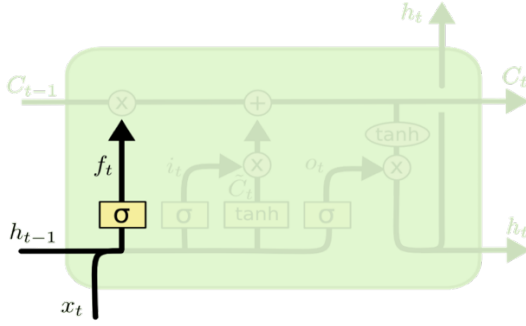 h_t
C_{t-1} × + C_t
tanh
f_t i_t C̃_t o_t × ×
σ σ tanh σ
h_{t-1} h_t
x_t